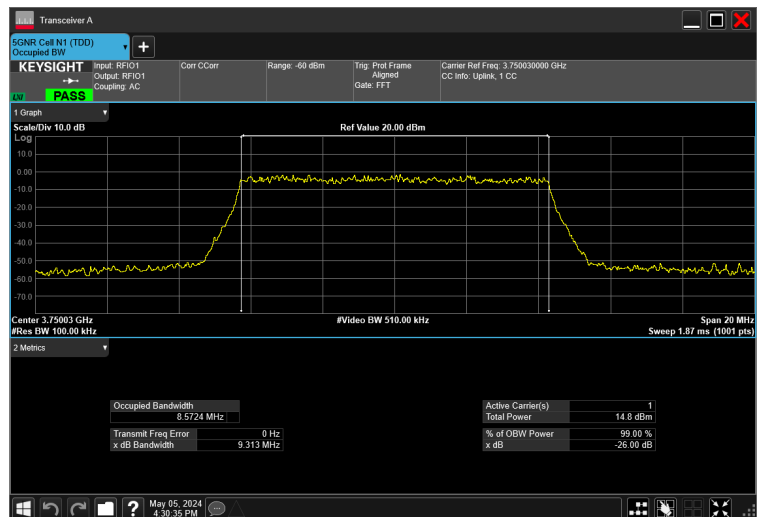 Transceiver A
5GNR Cell N1 (TDD)
Occupied BW
KEYSIGHT
LXI
PASS
Input: RFIO1
Output: RFIO1
Coupling: AC
Corr CCorr
Range: -60 dBm
Trig: Prot Frame
Aligned
Gate: FFT
Carrier Ref Freq: 3.750030000 GHz
CC Info: Uplink, 1 CC
1 Graph
Scale/Div 10.0 dB
Ref Value 20.00 dBm
Log
10.0
0.00
-10.0
-20.0
-30.0
-40.0
-50.0
-60.0
-70.0
Center 3.75003 GHz
#Video BW 510.00 kHz
Span 20 MHz
#Res BW 100.00 kHz
Sweep 1.87 ms (1001 pts)
2 Metrics
Occupied Bandwidth
8.5724 MHz
Active Carrier(s) 1
Total Power 14.8 dBm
Transmit Freq Error 0 Hz
x dB Bandwidth 9.313 MHz
% of OBW Power 99.00 %
x dB -26.00 dB
?
May 05, 2024
4:30:35 PM